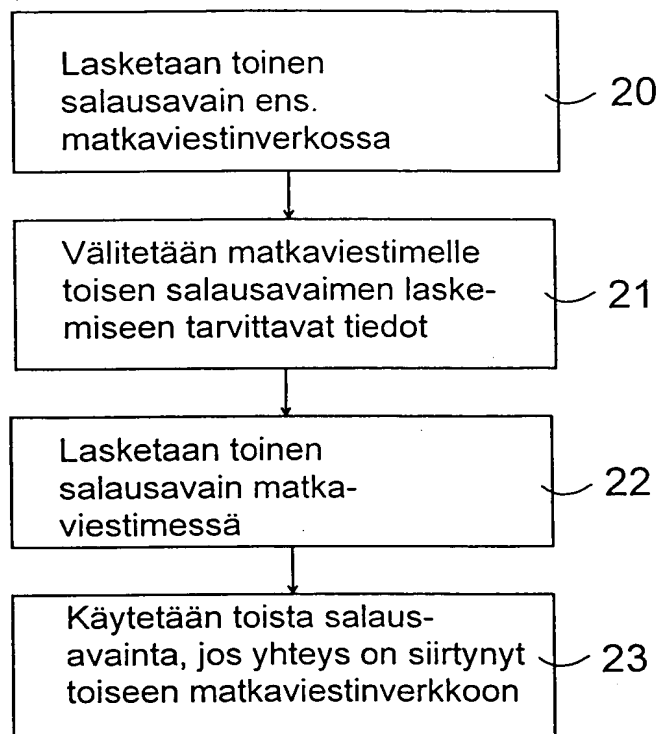 Lasketaan toinen
salausavain ens.
matkaviestinverkossa
20
Välitetään matkaviestimelle
toisen salausavaimen laske-
miseen tarvittavat tiedot
21
Lasketaan toinen
salausavain matka-
viestimessä
22
Käytetään toista salaus-
avainta, jos yhteys on siirtynyt
toiseen matkaviestinverkkoon
23